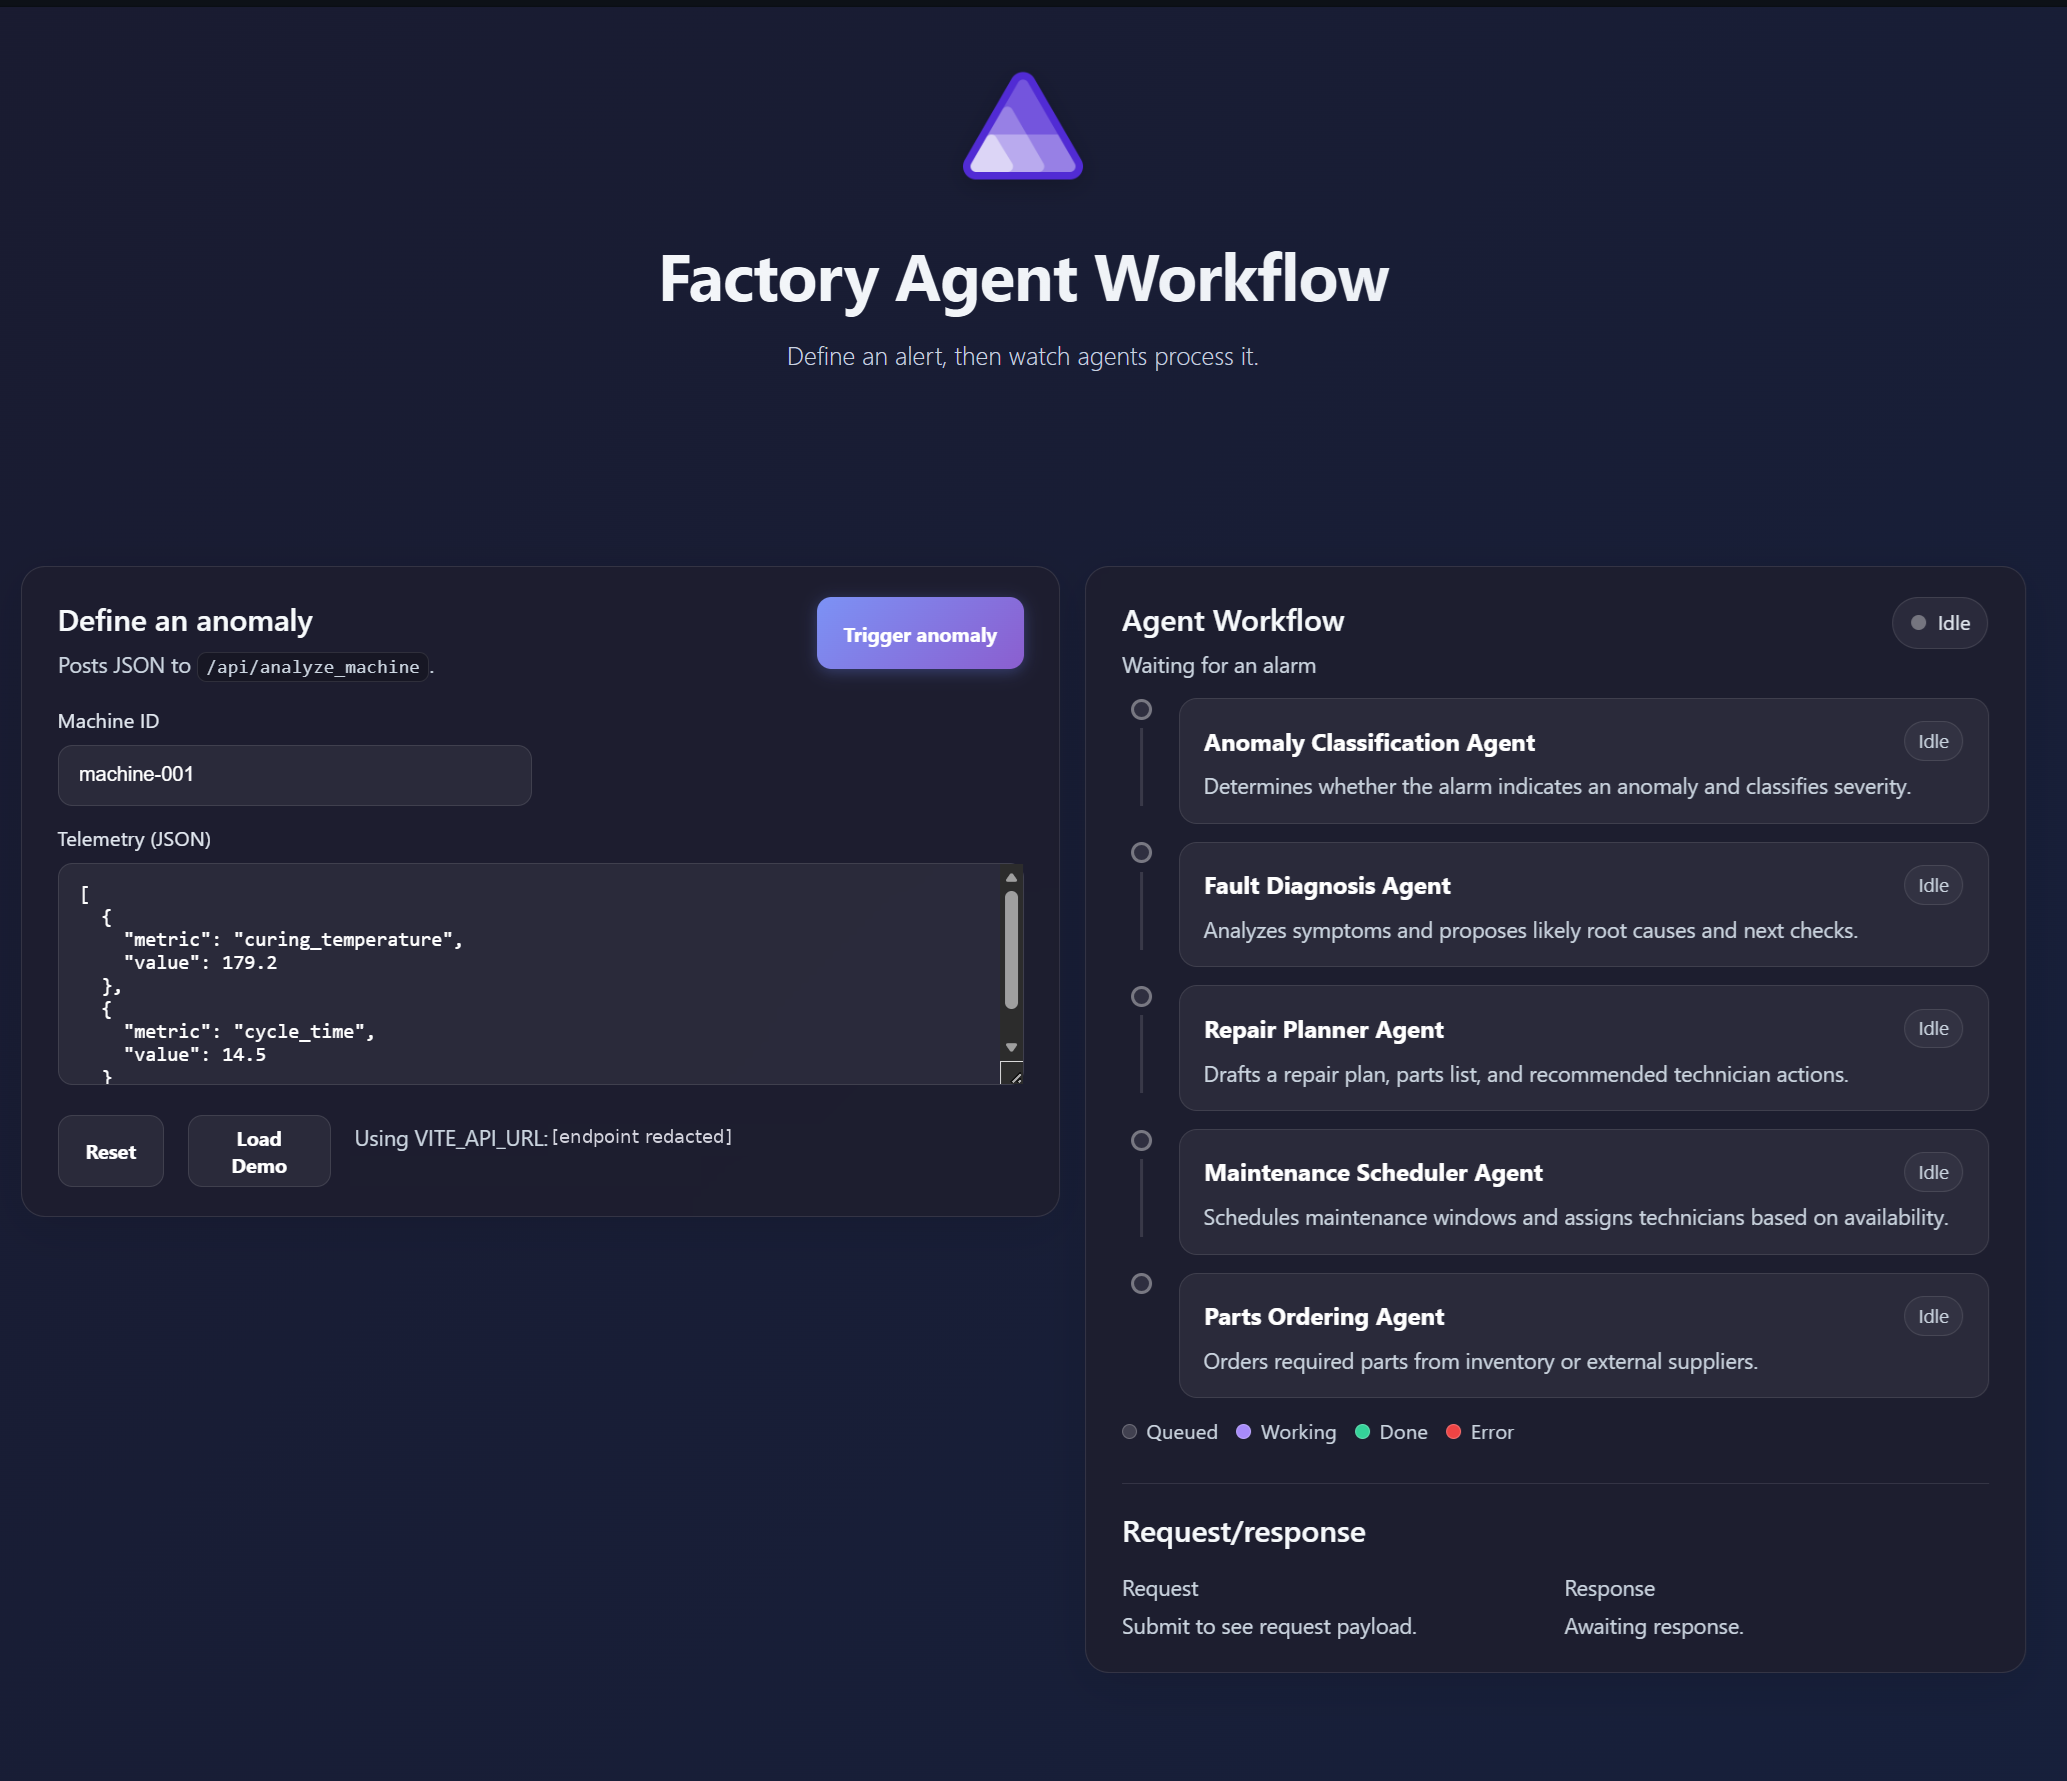 Factory Agent Workflow
Define an alert, then watch agents process it.
Define an anomaly
Trigger anomaly
Posts JSON to /api/analyze_machine.
Machine ID
machine-001
Telemetry (JSON)
[
{
"metric": "curing_temperature",
"value": 179.2
},
{
"metric": "cycle_time",
"value": 14.5
}
Reset
Load
Demo
Using VITE_API_URL: [endpoint redacted]
Agent Workflow
Idle
Waiting for an alarm
Anomaly Classification Agent
Idle
Determines whether the alarm indicates an anomaly and classifies severity.
Fault Diagnosis Agent
Idle
Analyzes symptoms and proposes likely root causes and next checks.
Repair Planner Agent
Idle
Drafts a repair plan, parts list, and recommended technician actions.
Maintenance Scheduler Agent
Idle
Schedules maintenance windows and assigns technicians based on availability.
Parts Ordering Agent
Idle
Orders required parts from inventory or external suppliers.
Queued Working Done Error
Request/response
Request
Submit to see request payload.
Response
Awaiting response.